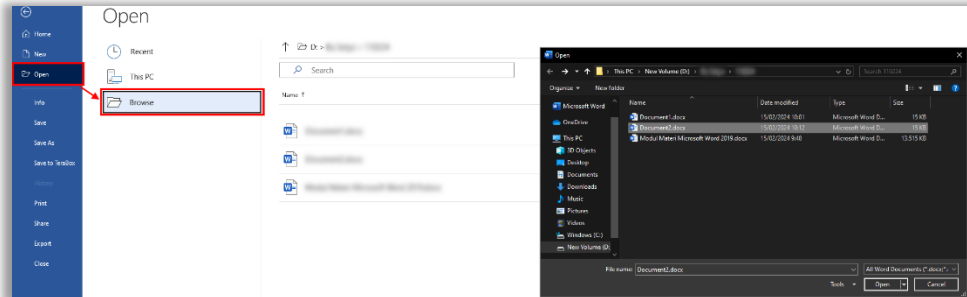 Open
Home
New
Open
Info
Save
Save As
Save to TeraBox
History
Print
Share
Export
Close
Recent
This PC
Browse
D: >
Search
Name ↑
Open
This PC > New Volume (D:) >
Search 110224
Organize
New folder
Microsoft Word
OneDrive
This PC
3D Objects
Desktop
Documents
Downloads
Music
Pictures
Videos
Windows (C:)
New Volume (D:
Name Date modified Type Size
Document1.docx 15/02/2024 10:01 Microsoft Word D... 15 KB
Document2.docx 15/02/2024 10:12 Microsoft Word D... 15 KB
Modul Materi Microsoft Word 2019.docx 15/02/2024 9:40 Microsoft Word D... 13.515 KB
File name: Document2.docx
All Word Documents (*.docx;*.
Tools Open Cancel